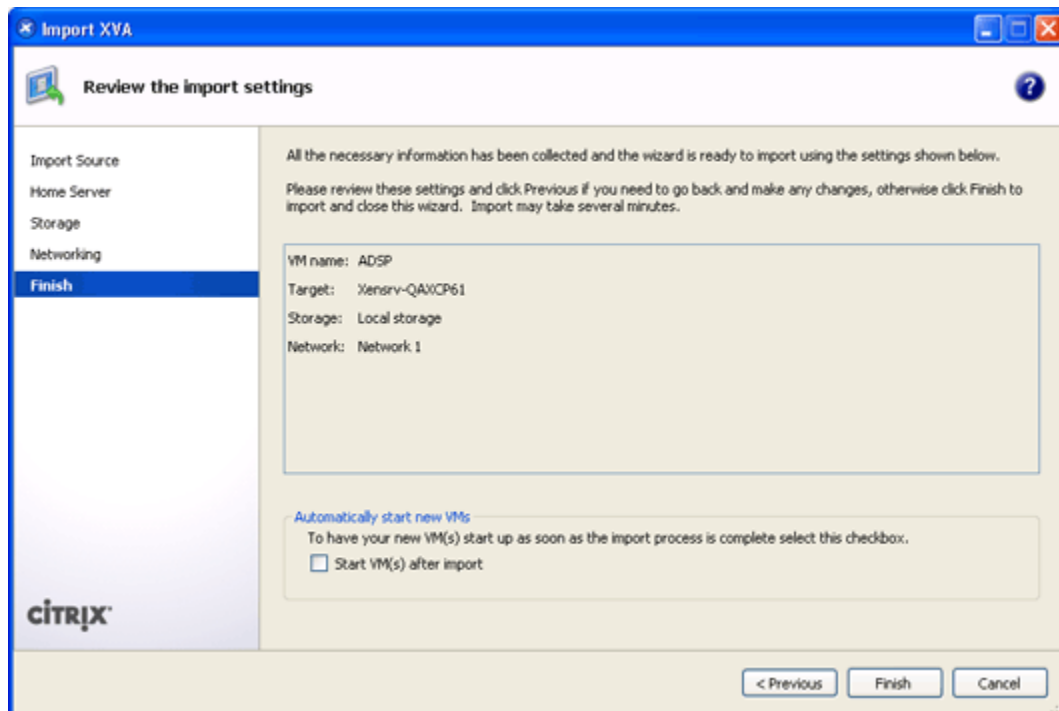 Import XVA
Review the import settings
?
Import Source
Home Server
Storage
Networking
Finish
All the necessary information has been collected and the wizard is ready to import using the settings shown below.
Please review these settings and click Previous if you need to go back and make any changes, otherwise click Finish to
import and close this wizard. Import may take several minutes.
VM name: ADSP
Target: Xensrv-QAXCP61
Storage: Local storage
Network: Network 1
Automatically start new VMs
To have your new VM(s) start up as soon as the import process is complete select this checkbox.
Start VM(s) after import
CITRIX
< Previous Finish Cancel